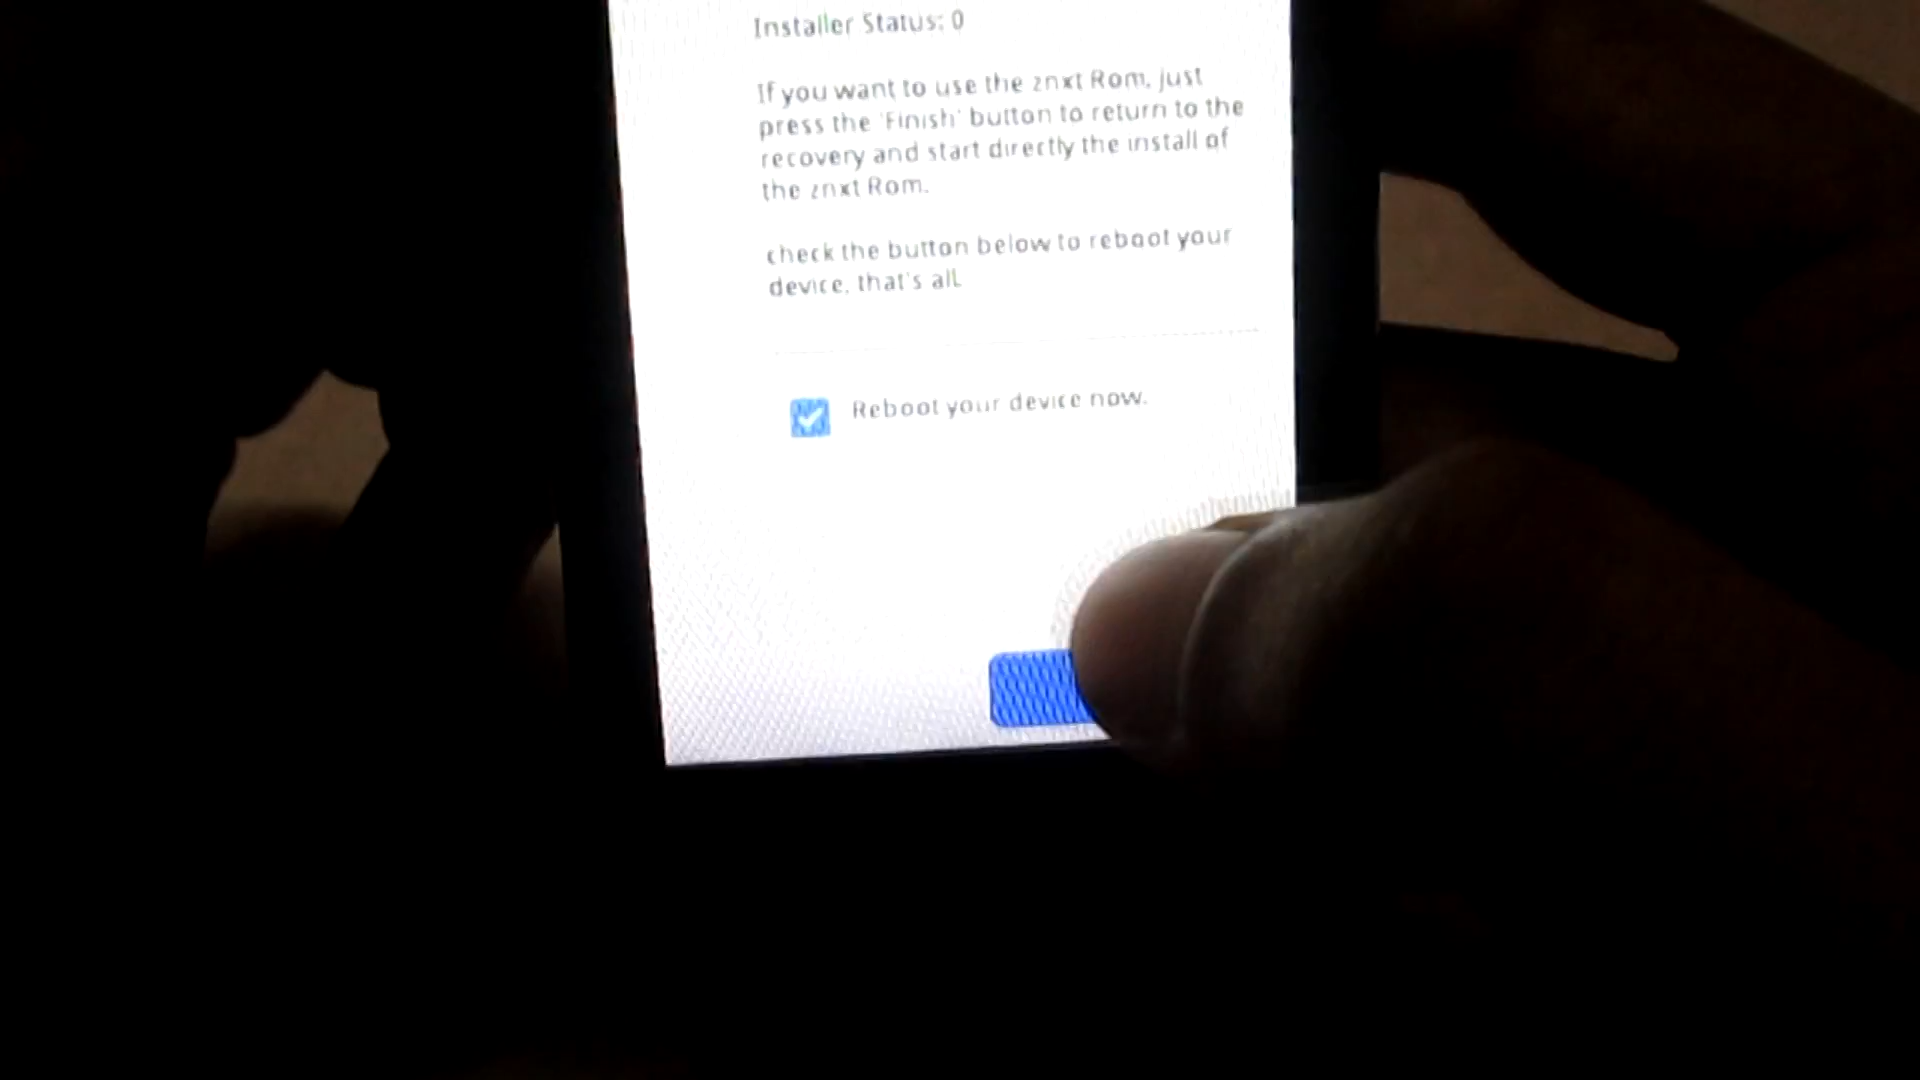 Installer Status: 0
If you want to use the znxt Rom, just
press the 'Finish' button to return to the
recovery and start directly the install of
the znxt Rom.
check the button below to reboot your
device, that's all.
Reboot your device now.